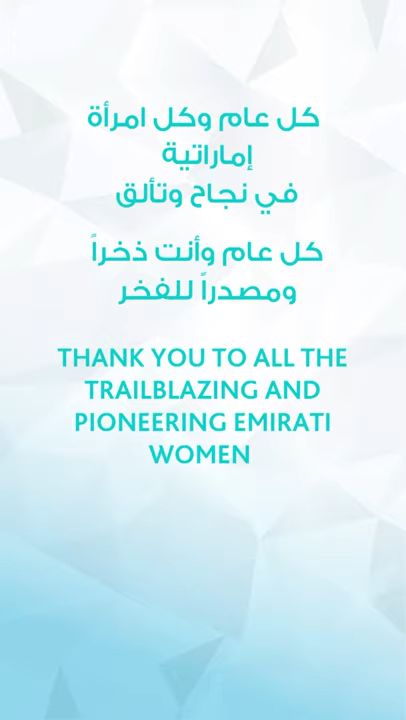 كل عام وكل امرأة
إماراتية
في نجاح وتألق
كل عام وأنت ذخراً
ومصدراً للفخر
THANK YOU TO ALL THE
TRAILBLAZING AND
PIONEERING EMIRATI
WOMEN